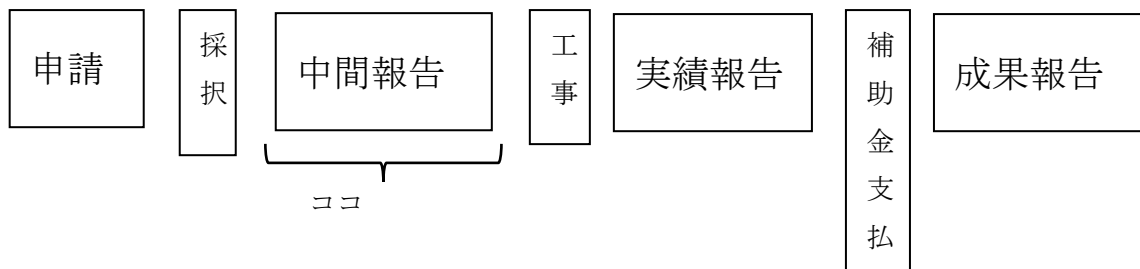 申請
採択
中間報告
工事
実績報告
補助金支払
成果報告
ココ